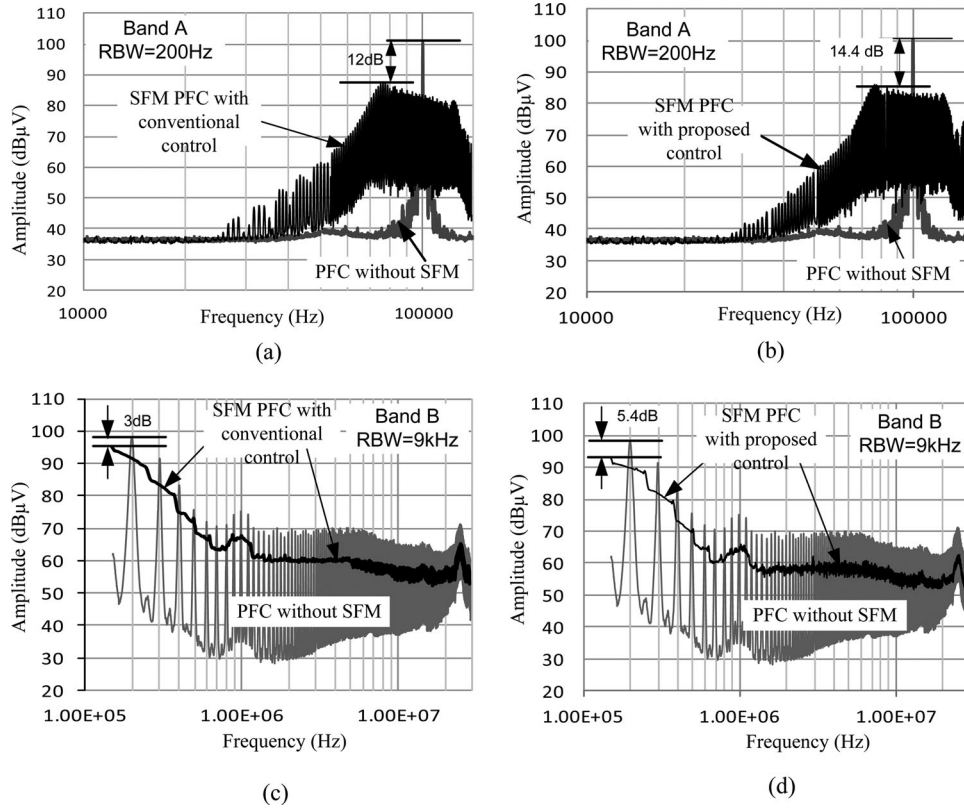 110
100
90
80
70
60
50
40
30
20
Amplitude (dBµV)
Band A
RBW=200Hz
12dB
SFM PFC with
conventional
control
PFC without SFM
10000
100000
Frequency (Hz)
(a)
110
100
90
80
70
60
50
40
30
20
Amplitude (dBµV)
Band A
RBW=200Hz
14.4 dB
SFM PFC
with proposed
control
PFC without SFM
10000
100000
Frequency (Hz)
(b)
110
100
90
80
70
60
50
40
30
20
Amplitude (dBµV)
3dB
SFM PFC with
conventional
control
Band B
RBW=9kHz
PFC without SFM
1.00E+05
1.00E+06
1.00E+07
Frequency (Hz)
(c)
110
100
90
80
70
60
50
40
30
20
Amplitude (dBµV)
5.4dB
SFM PFC
with proposed
control
Band B
RBW=9kHz
PFC without SFM
1.00E+05
1.00E+06
1.00E+07
Frequency (Hz)
(d)